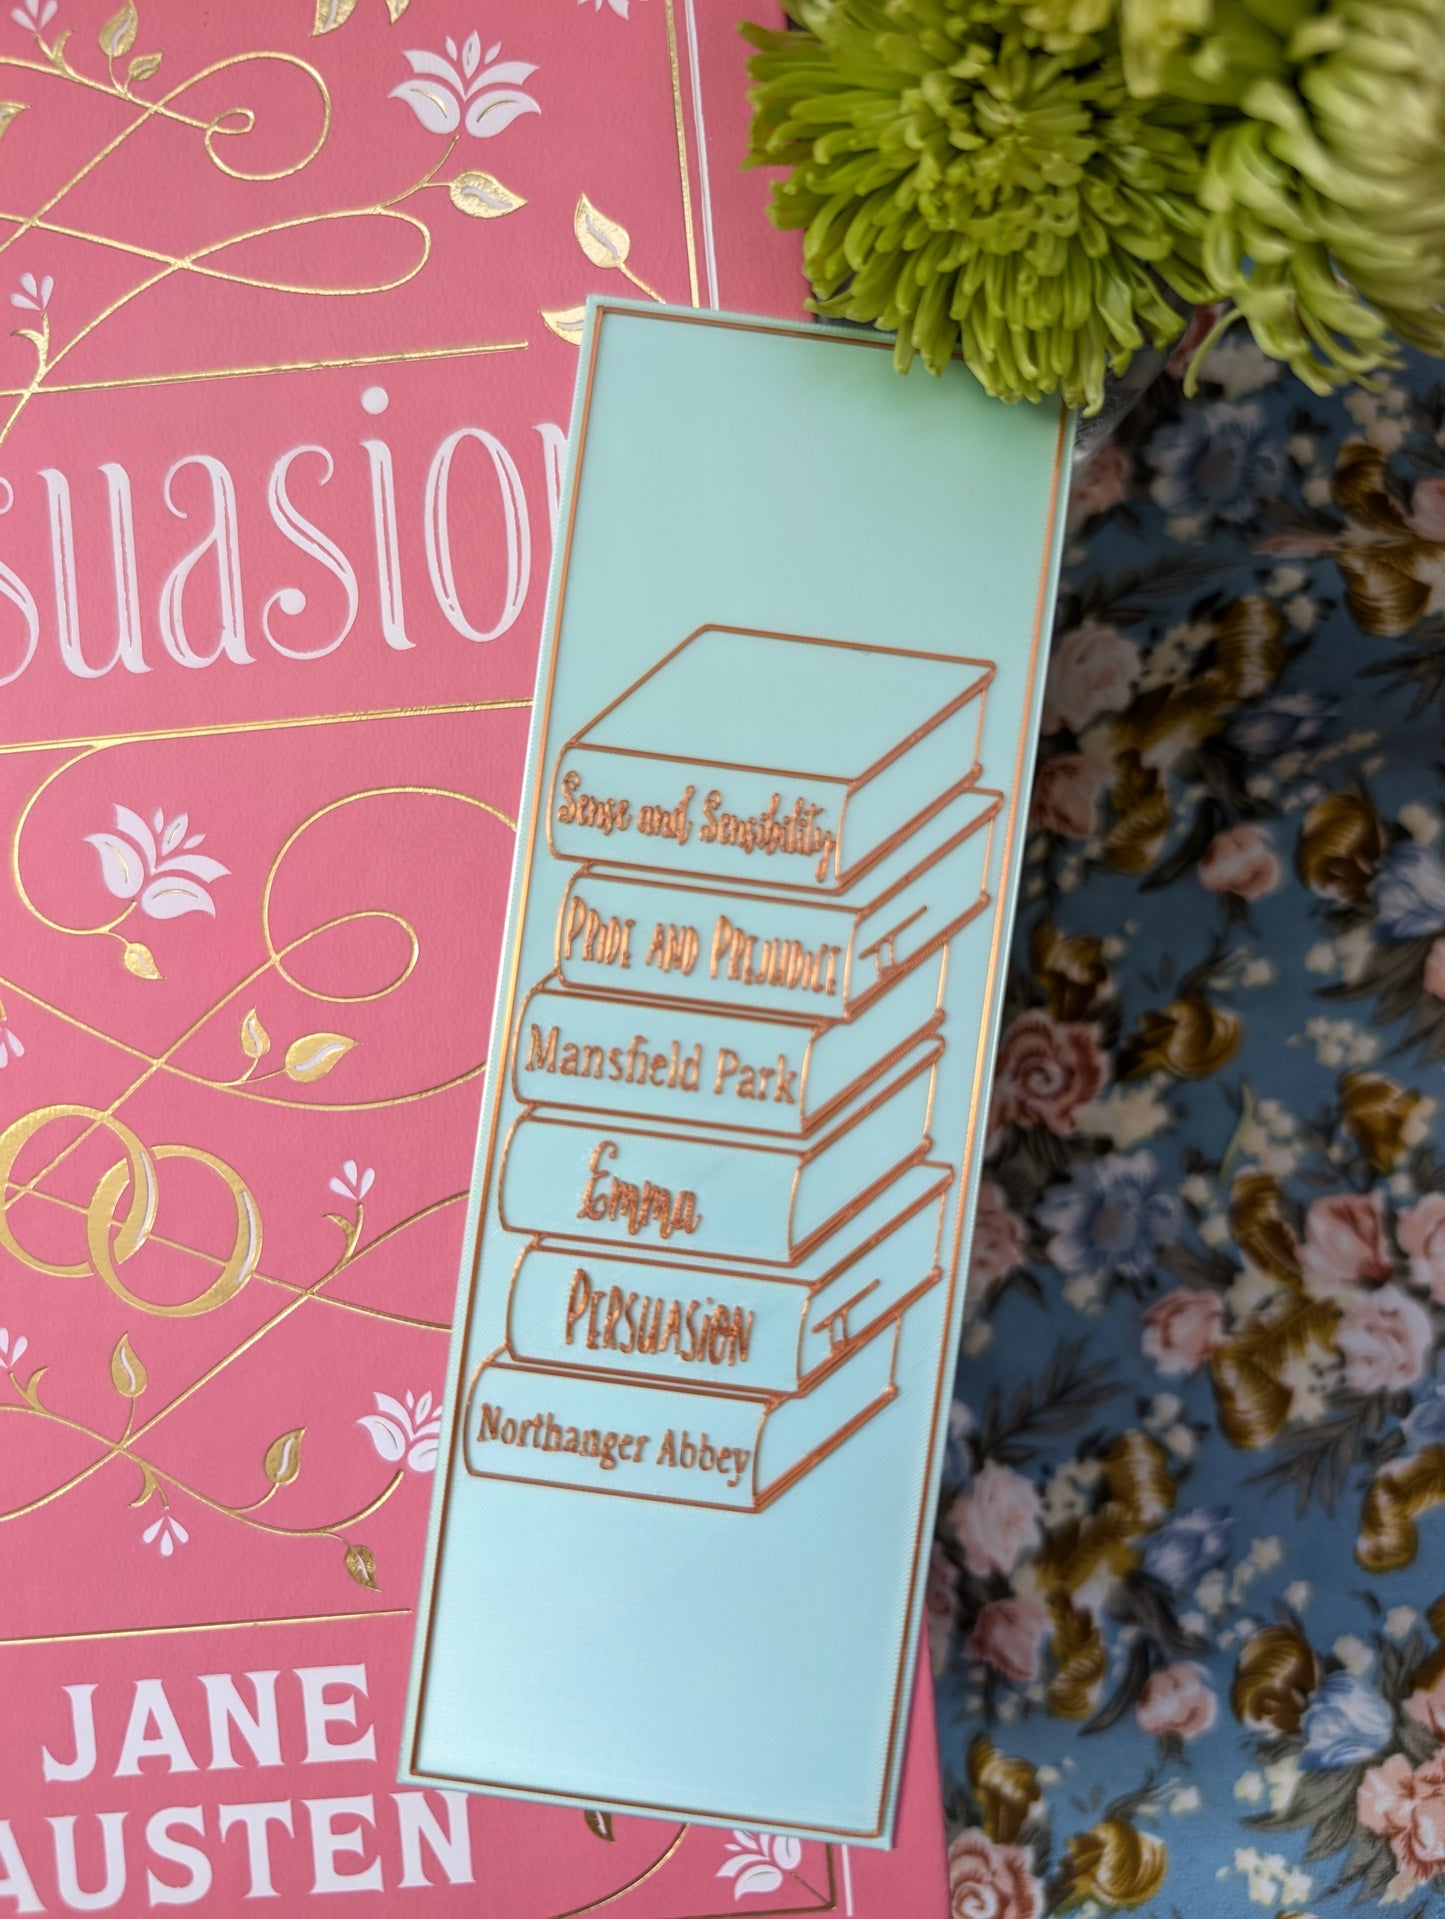 suasion
Sense and Sensibility
PRIDE AND PREJUDICE
Mansfield Park
Emma
PERSUASiON
Northanger Abbey
JANE
AUSTEN